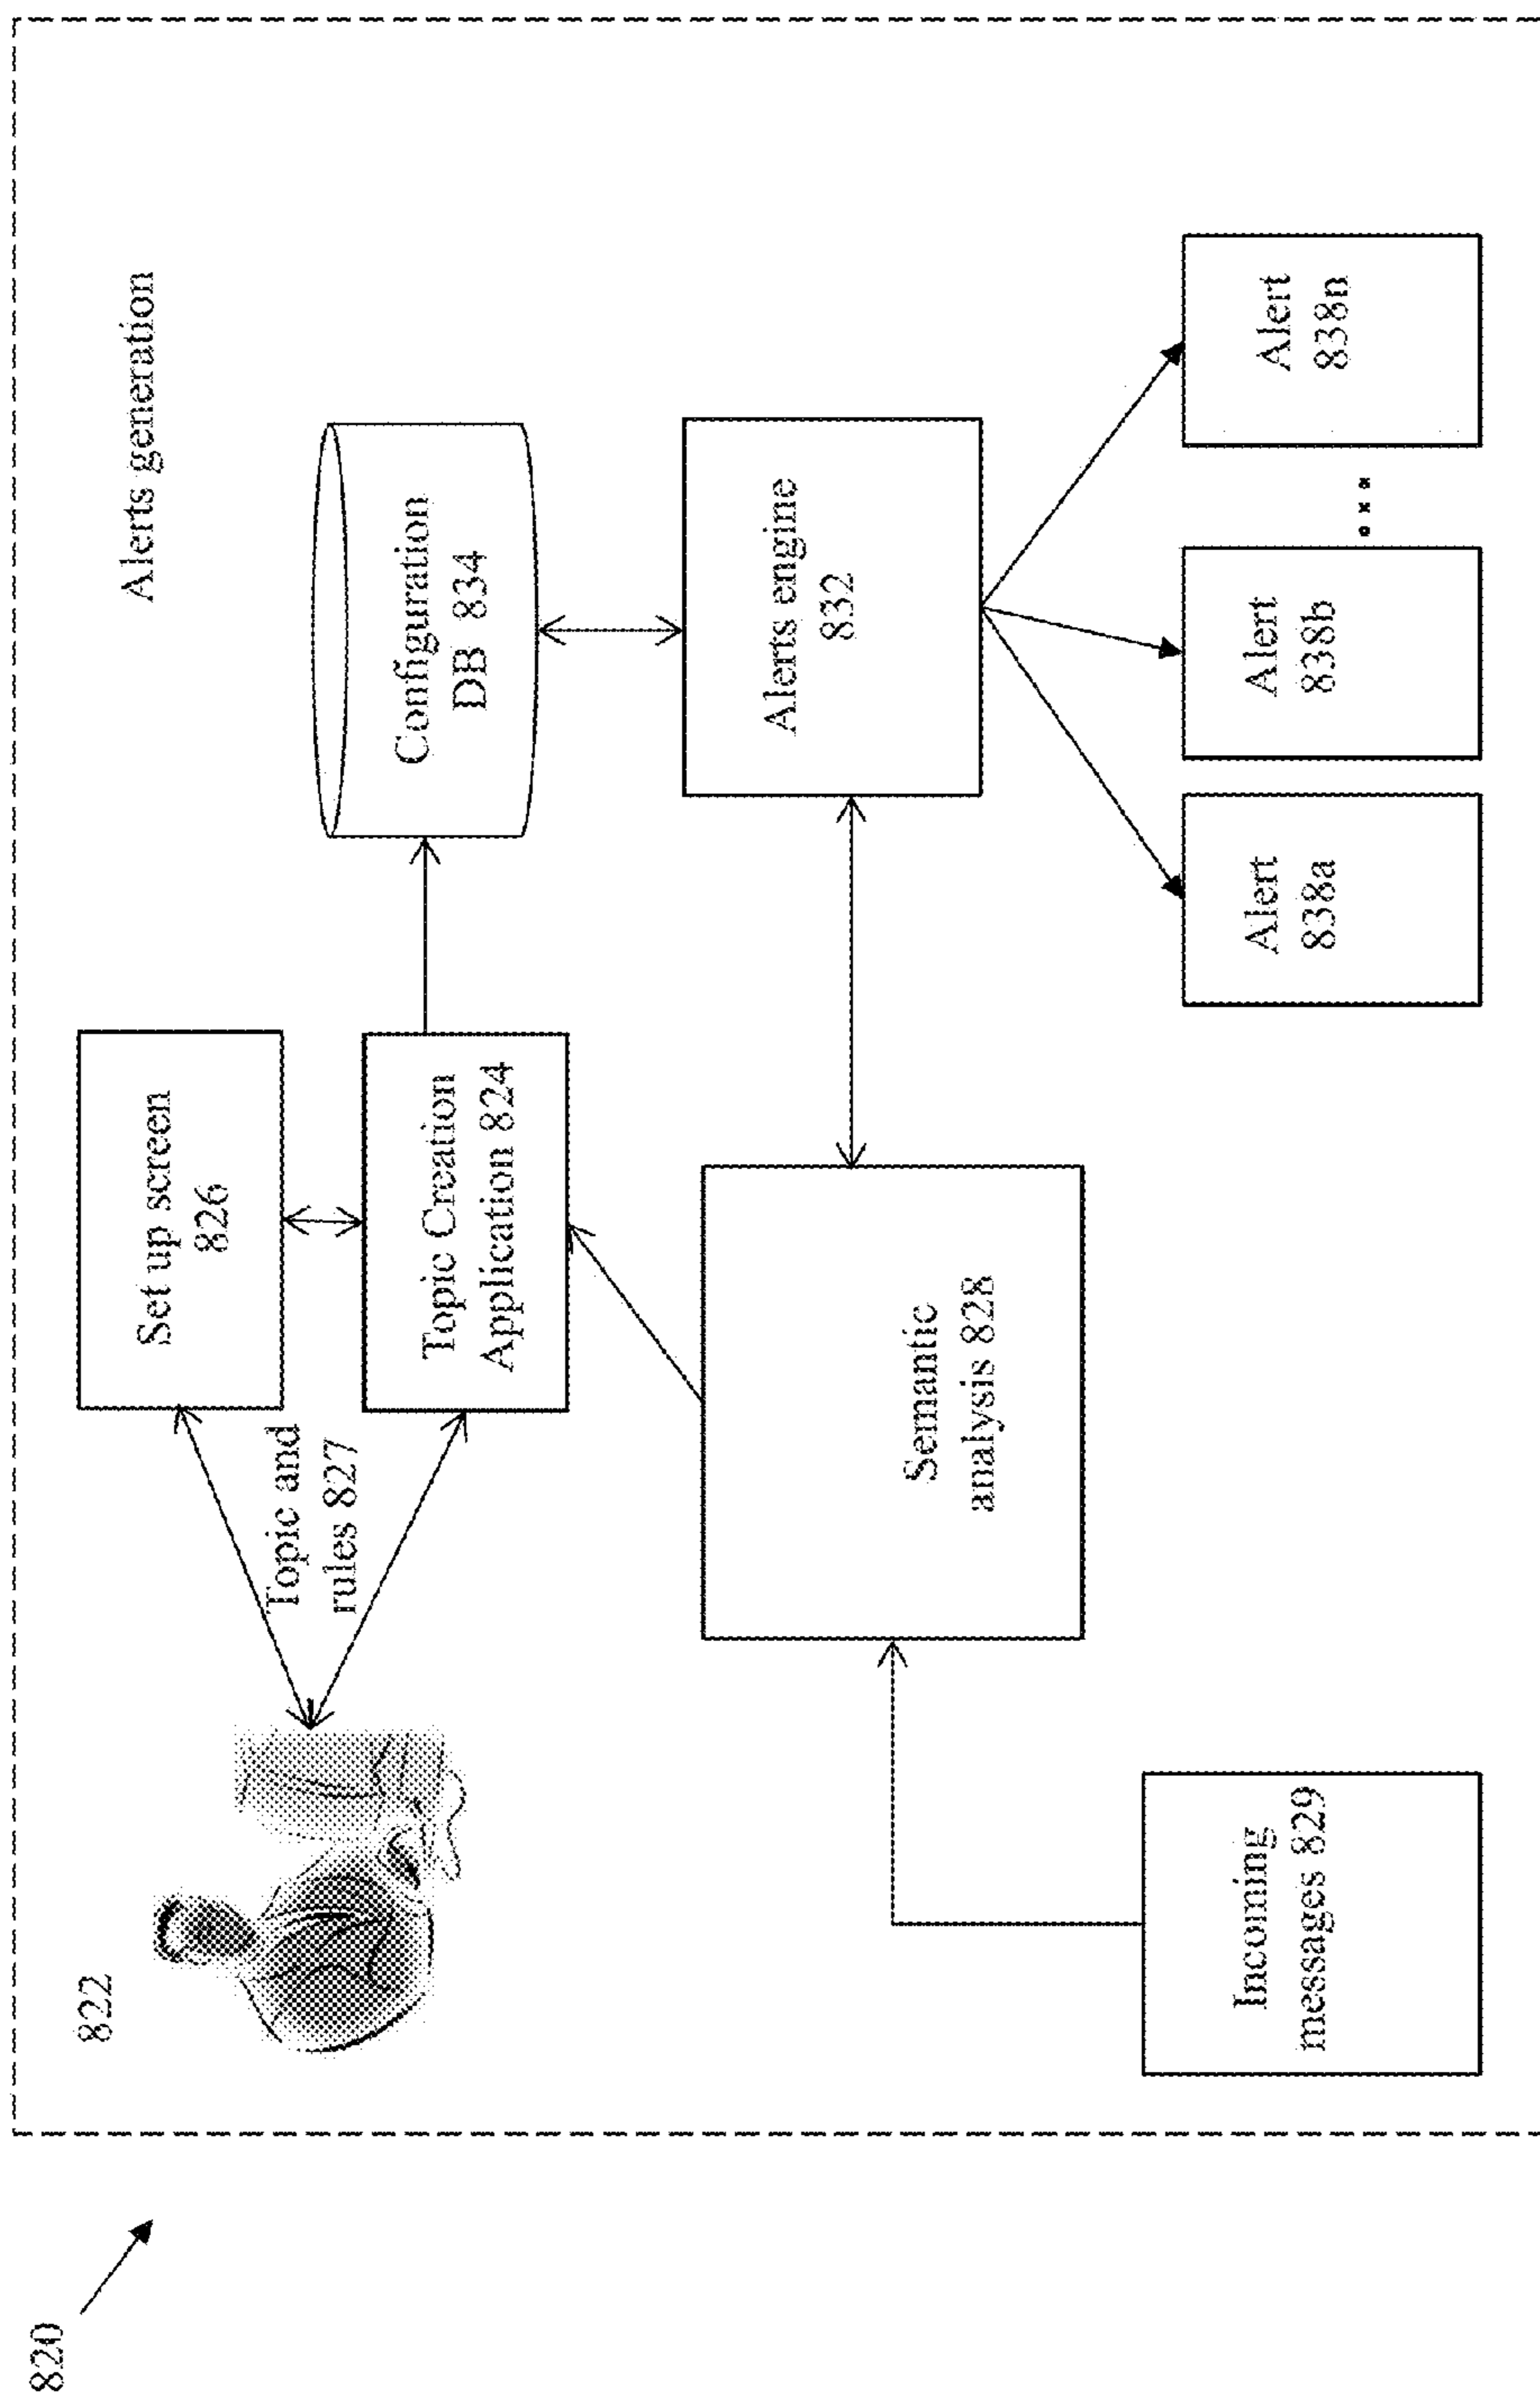 820
822
Alerts generation
Set up screen
826
Topic and
rules 827
Topic Creation
Application 824
Configuration
DB 834
Semantic
analysis 828
Alerts engine
832
Incoming
messages 829
Alert
838a
Alert
838b
...
Alert
838n